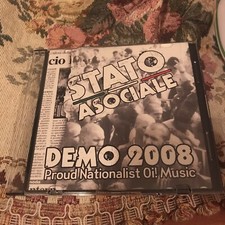 cio
STATO
ASOCIALE
DEMO 2008
Proud Nationalist Oi! Music